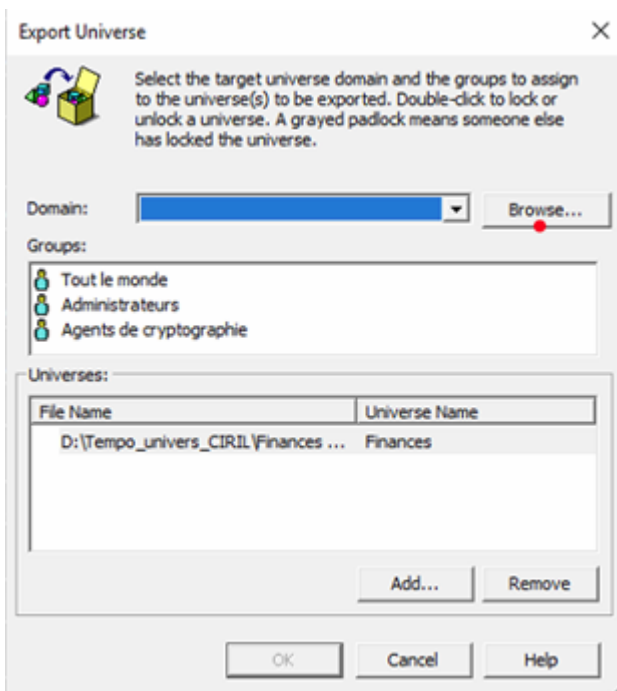 Export Universe
Select the target universe domain and the groups to assign
to the universe(s) to be exported. Double-click to lock or
unlock a universe. A grayed padlock means someone else
has locked the universe.
Domain:
Browse...
Groups:
Tout le monde
Administrateurs
Agents de cryptographie
Universes:
File Name Universe Name
D:\Tempo_univers_CIRIL\Finances ... Finances
Add... Remove
OK Cancel Help